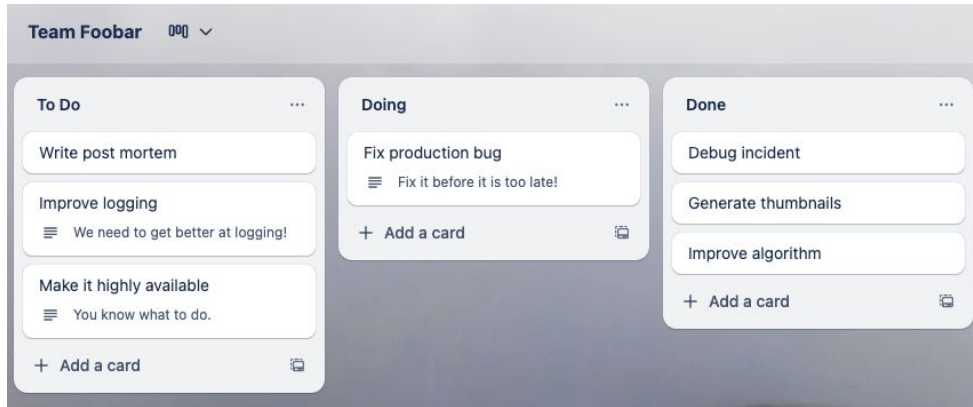 Team Foobar
To Do
Write post mortem
Improve logging
We need to get better at logging!
Make it highly available
You know what to do.
+ Add a card
Doing
Fix production bug
Fix it before it is too late!
+ Add a card
Done
Debug incident
Generate thumbnails
Improve algorithm
+ Add a card